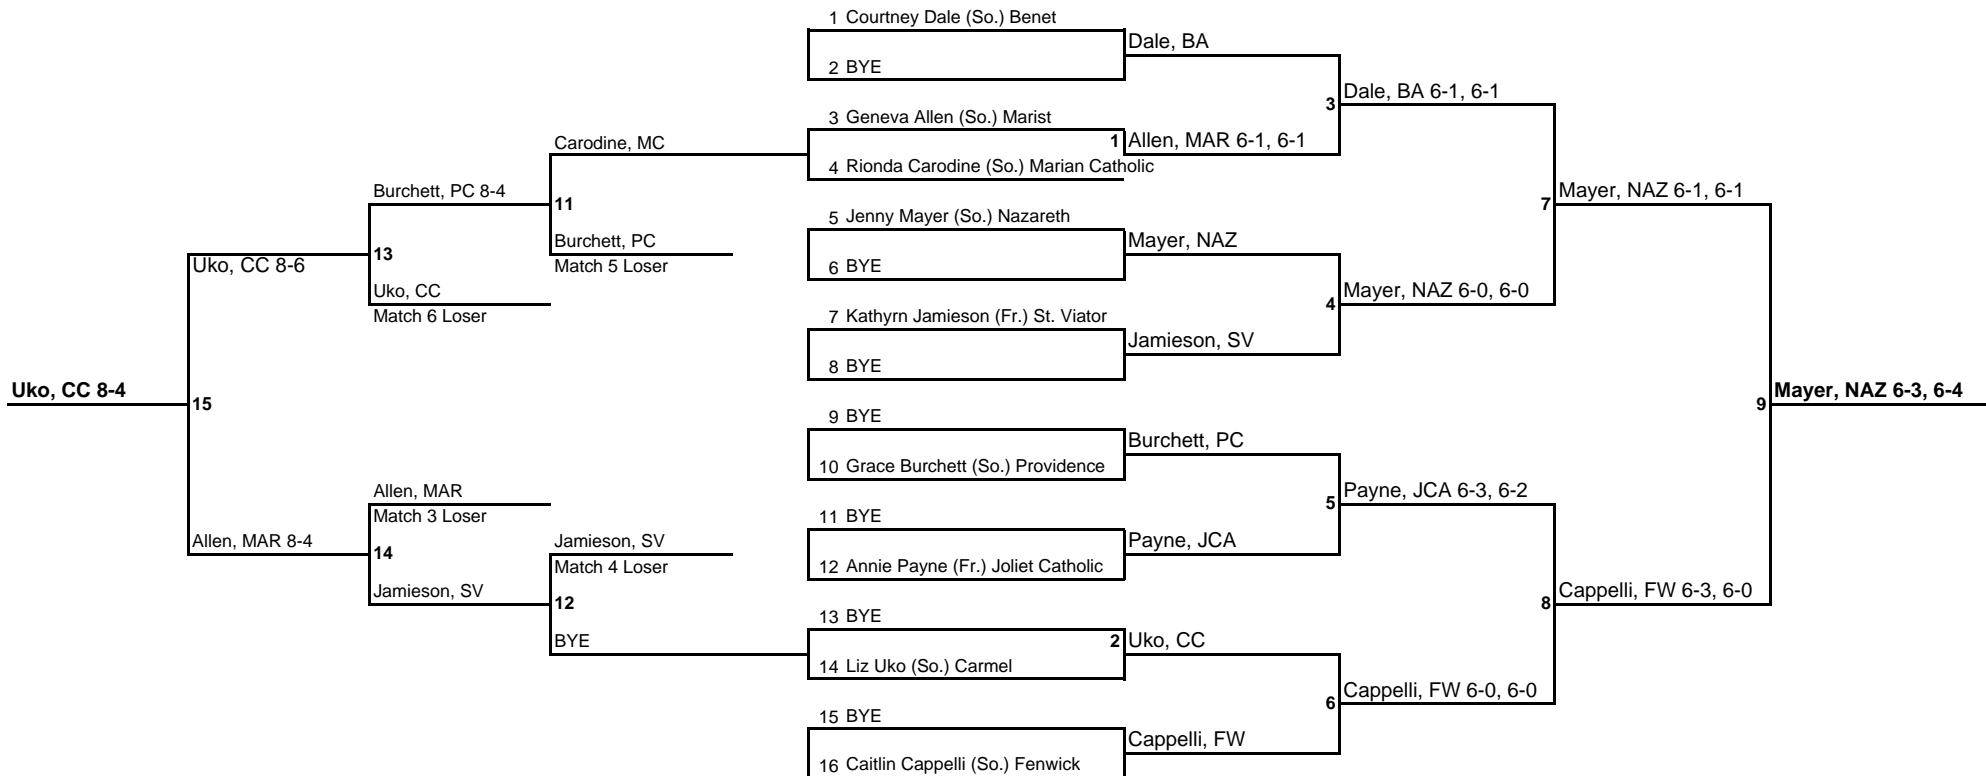 1 Courtney Dale (So.) Benet
Dale, BA
2 BYE
Dale, BA 6-1, 6-1
3
3 Geneva Allen (So.) Marist
Carodine, MC
1 Allen, MAR 6-1, 6-1
4 Rionda Carodine (So.) Marian Catholic
Burchett, PC 8-4
11
Mayer, NAZ 6-1, 6-1
7
5 Jenny Mayer (So.) Nazareth
Burchett, PC
Mayer, NAZ
13
Uko, CC 8-6
Match 5 Loser
6 BYE
Uko, CC
Mayer, NAZ 6-0, 6-0
4
Match 6 Loser
7 Kathyrn Jamieson (Fr.) St. Viator
Jamieson, SV
8 BYE
Uko, CC 8-4
15
9 Mayer, NAZ 6-3, 6-4
9 BYE
Burchett, PC
10 Grace Burchett (So.) Providence
Allen, MAR
Payne, JCA 6-3, 6-2
5
Match 3 Loser
11 BYE
Allen, MAR 8-4
14
Jamieson, SV
Payne, JCA
Match 4 Loser
12 Annie Payne (Fr.) Joliet Catholic
Jamieson, SV
12
Cappelli, FW 6-3, 6-0
8
13 BYE
BYE
2 Uko, CC
14 Liz Uko (So.) Carmel
Cappelli, FW 6-0, 6-0
6
15 BYE
Cappelli, FW
16 Caitlin Cappelli (So.) Fenwick